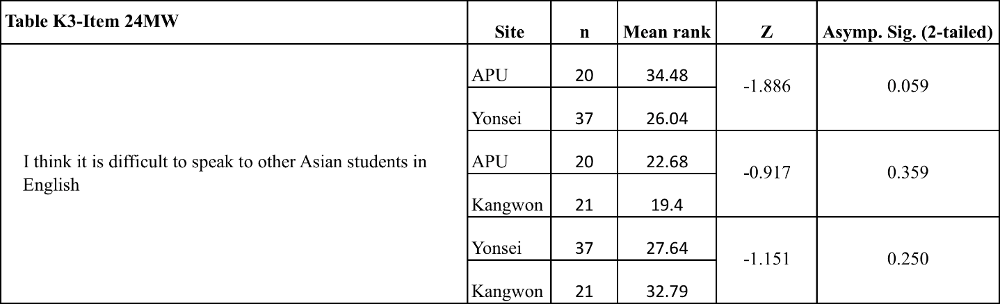 Table K3-Item 24MW
Site n Mean rank Z Asymp. Sig. (2-tailed)
APU 20 34.48
-1.886 0.059
Yonsei 37 26.04
I think it is difficult to speak to other Asian students in
English
APU 20 22.68
-0.917 0.359
Kangwon 21 19.4
Yonsei 37 27.64
-1.151 0.250
Kangwon 21 32.79